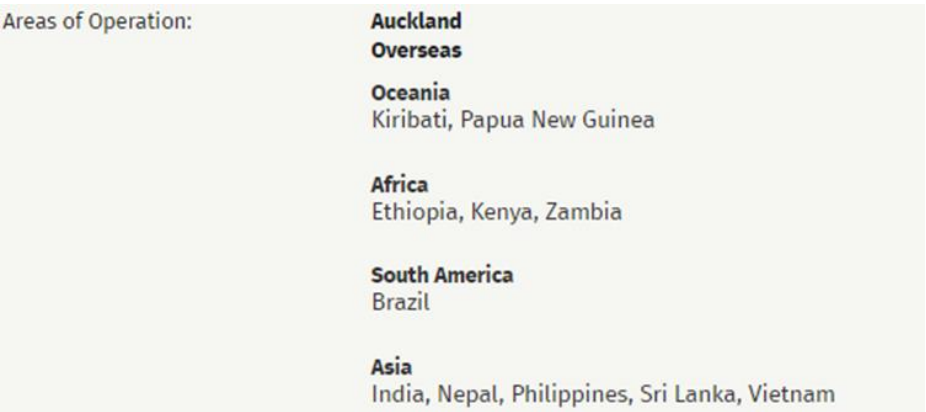 Areas of Operation: Auckland
Overseas
Oceania
Kiribati, Papua New Guinea
Africa
Ethiopia, Kenya, Zambia
South America
Brazil
Asia
India, Nepal, Philippines, Sri Lanka, Vietnam